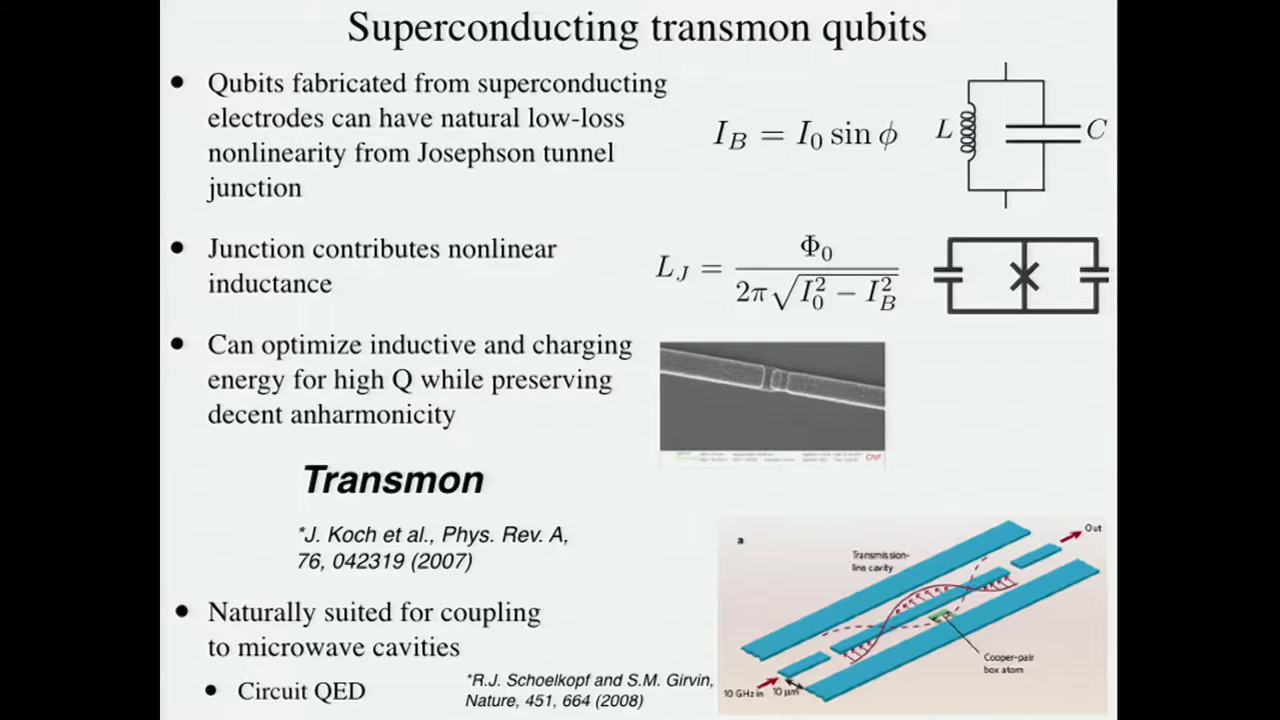 Superconducting transmon qubits
• Qubits fabricated from superconducting
electrodes can have natural low-loss
nonlinearity from Josephson tunnel
junction
I_B = I_0 sin ϕ
L
C
• Junction contributes nonlinear
inductance
L_J = Φ_0 / 2π√(I_0^2 − I_B^2)
• Can optimize inductive and charging
energy for high Q while preserving
decent anharmonicity
CNF
Transmon
*J. Koch et al., Phys. Rev. A,
76, 042319 (2007)
• Naturally suited for coupling
to microwave cavities
• Circuit QED
*R.J. Schoelkopf and S.M. Girvin,
Nature, 451, 664 (2008)
a
Out
Transmission-
line cavity
Cooper-pair
box atom
10 GHz in
10 µm